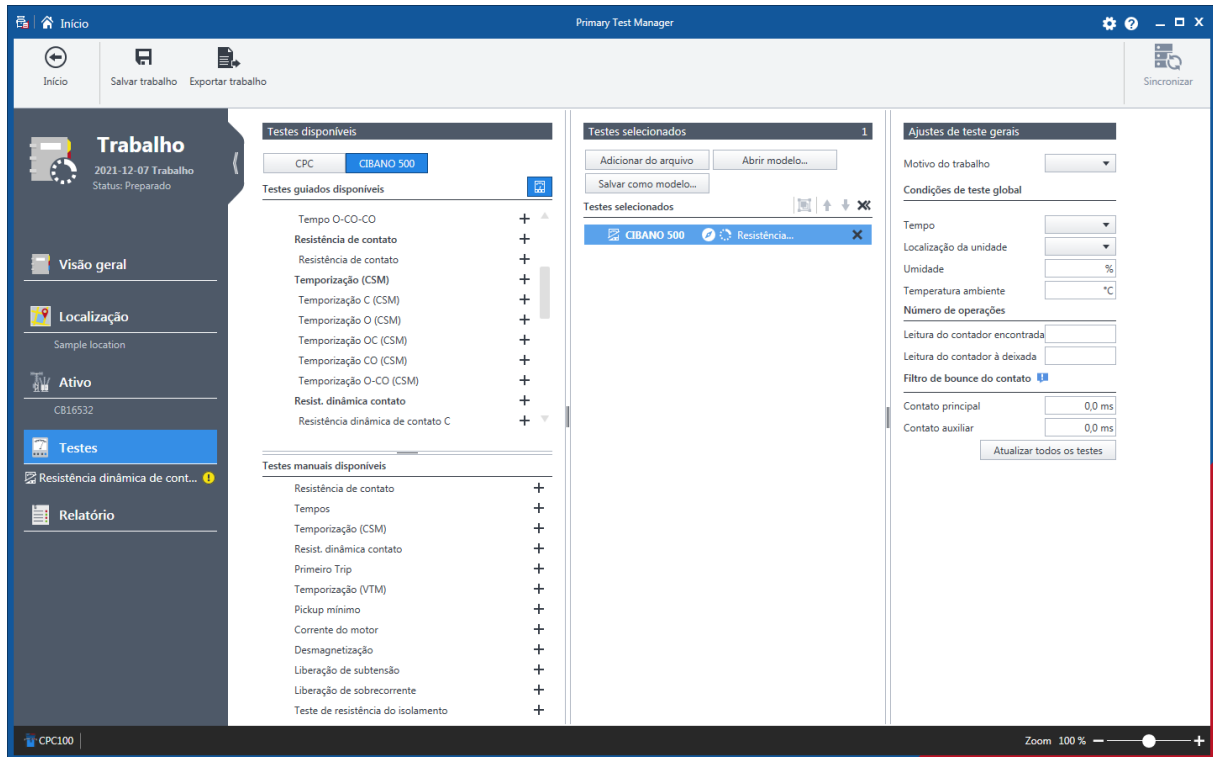 Início
Primary Test Manager
Início
Salvar trabalho
Exportar trabalho
Sincronizar
Trabalho
2021-12-07 Trabalho
Status: Preparado
Visão geral
Localização
Sample location
Ativo
CB16532
Testes
Resistência dinâmica de cont...
Relatório
Testes disponíveis
CPC
CIBANO 500
Testes guiados disponíveis
Tempo O-CO-CO
Resistência de contato
Resistência de contato
Temporização (CSM)
Temporização C (CSM)
Temporização O (CSM)
Temporização OC (CSM)
Temporização CO (CSM)
Temporização O-CO (CSM)
Resist. dinâmica contato
Resistência dinâmica de contato C
Testes manuais disponíveis
Resistência de contato
Tempos
Temporização (CSM)
Resist. dinâmica contato
Primeiro Trip
Temporização (VTM)
Pickup mínimo
Corrente do motor
Desmagnetização
Liberação de subtensão
Liberação de sobrecorrente
Teste de resistência do isolamento
Testes selecionados 1
Adicionar do arquivo
Abrir modelo...
Salvar como modelo...
Testes selecionados
CIBANO 500 Resistência...
Ajustes de teste gerais
Motivo do trabalho
Condições de teste global
Tempo
Localização da unidade
Umidade %
Temperatura ambiente °C
Número de operações
Leitura do contador encontrada
Leitura do contador à deixada
Filtro de bounce do contato
Contato principal 0,0 ms
Contato auxiliar 0,0 ms
Atualizar todos os testes
CPC100
Zoom 100 %